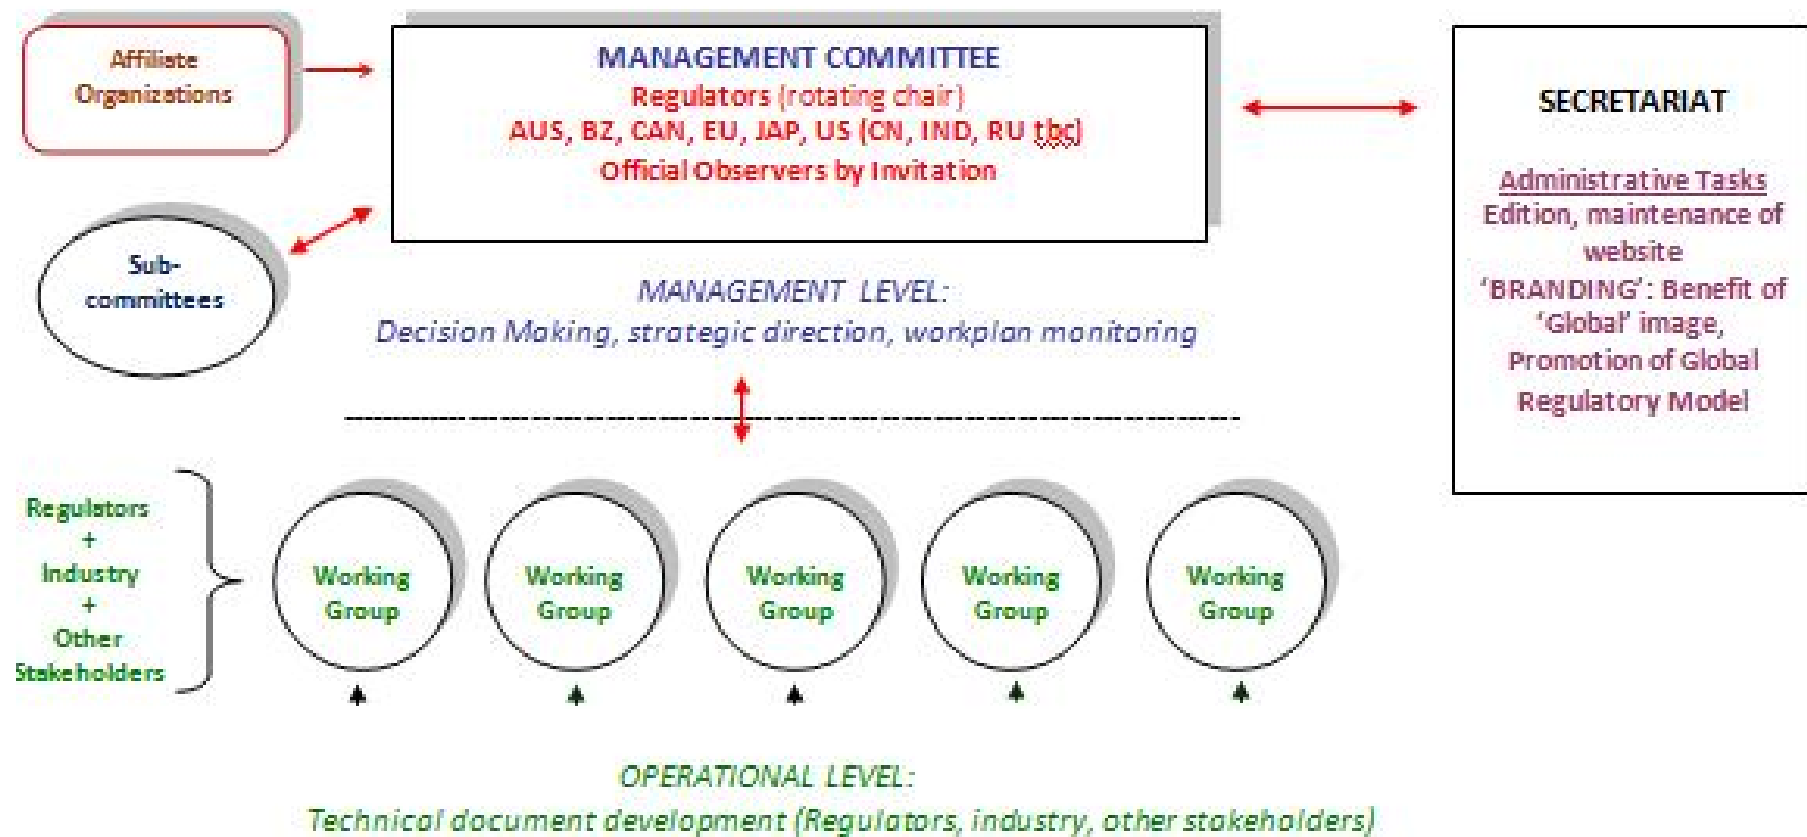 Affiliate
Organizations
MANAGEMENT COMMITTEE
Regulators (rotating chair)
AUS, BZ, CAN, EU, JAP, US (CN, IND, RU tbc)
Official Observers by Invitation
SECRETARIAT
Administrative Tasks
Edition, maintenance of
website
‘BRANDING’: Benefit of
‘Global’ image,
Promotion of Global
Regulatory Model
Sub-
committees
MANAGEMENT LEVEL:
Decision Making, strategic direction, workplan monitoring
Regulators
+
Industry
+
Other
Stakeholders
Working
Group
Working
Group
Working
Group
Working
Group
Working
Group
OPERATIONAL LEVEL:
Technical document development (Regulators, industry, other stakeholders)